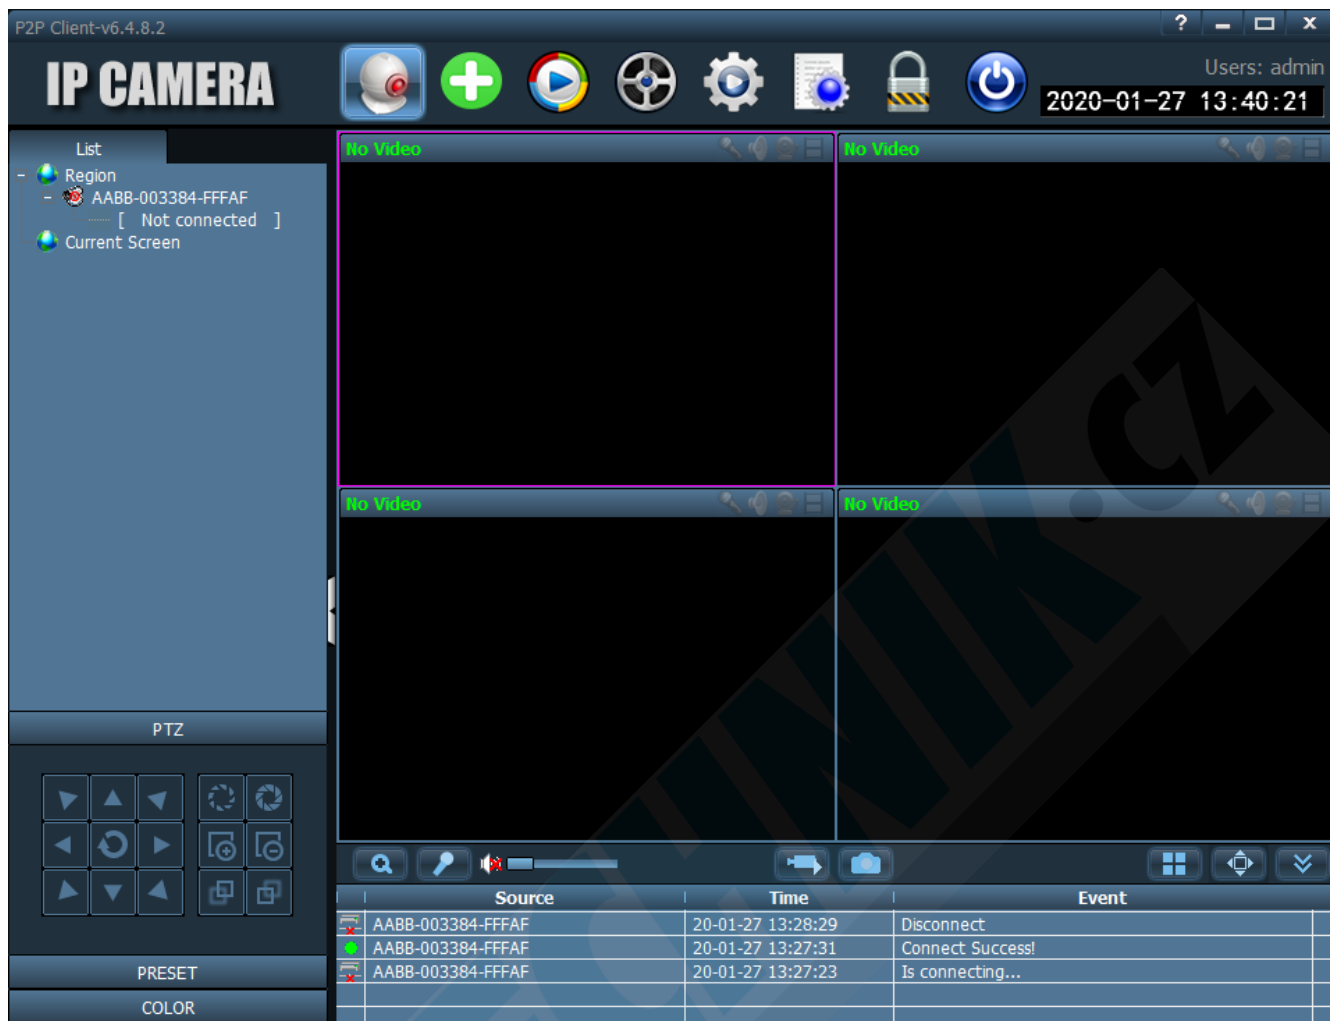 P2P Client-v6.4.8.2
?
IP CAMERA
Users: admin
2020-01-27 13:40:21
List
Region
AABB-003384-FFFAF
[ Not connected ]
Current Screen
No Video
No Video
No Video
No Video
PTZ
PRESET
COLOR
Source Time Event
AABB-003384-FFFAF 20-01-27 13:28:29 Disconnect
AABB-003384-FFFAF 20-01-27 13:27:31 Connect Success!
AABB-003384-FFFAF 20-01-27 13:27:23 Is connecting...